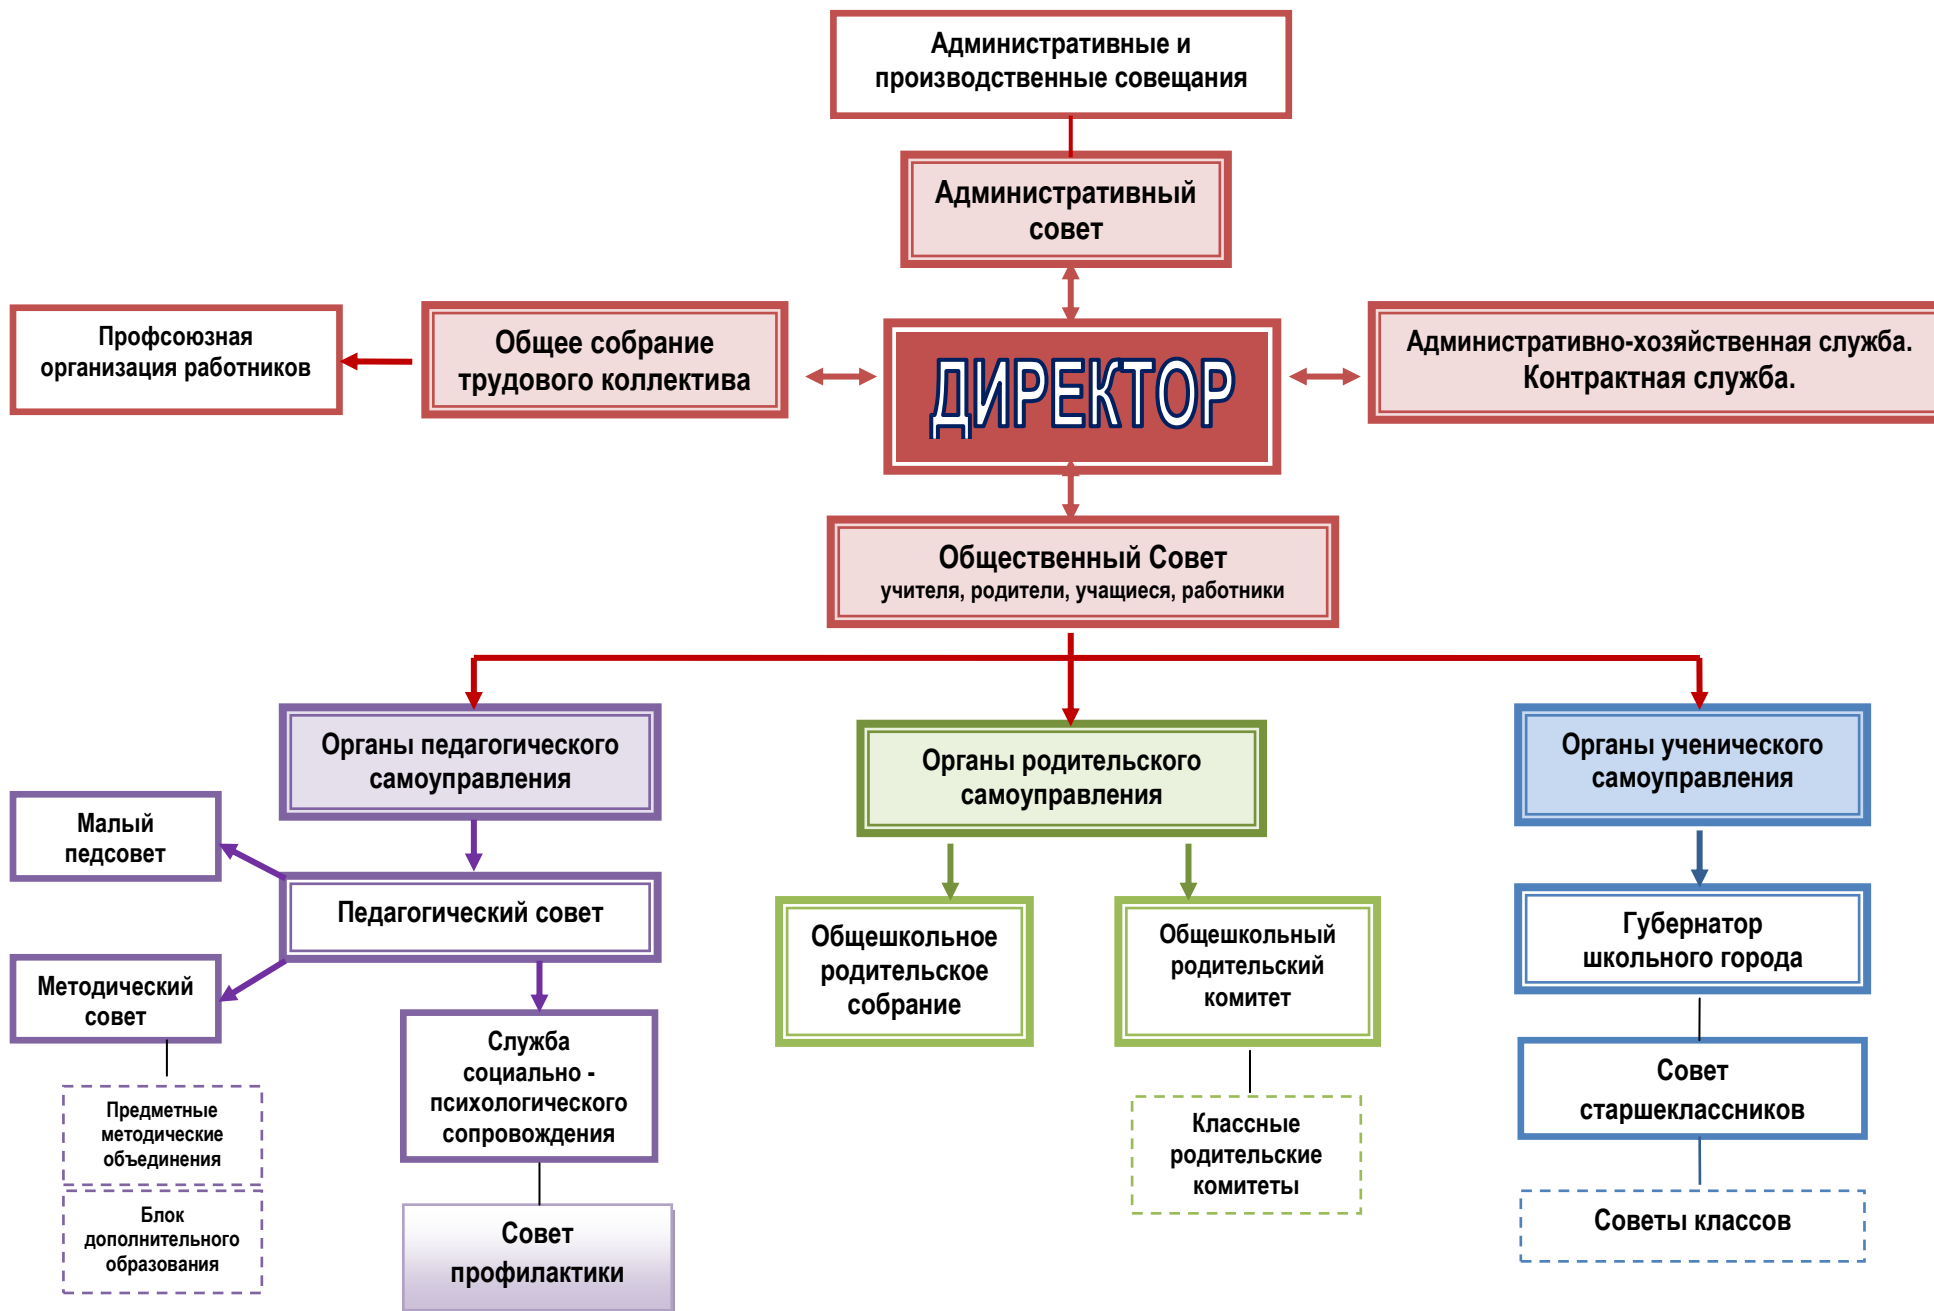 Административные и
производственные совещания
Административный
совет
Профсоюзная
организация работников
Общее собрание
трудового коллектива
ДИРЕКТОР
Административно-хозяйственная служба.
Контрактная служба.
Общественный Совет
учителя, родители, учащиеся, работники
Органы педагогического
самоуправления
Органы родительского
самоуправления
Органы ученического
самоуправления
Малый
педсовет
Педагогический совет
Методический
совет
Предметные
методические
объединения
Блок
дополнительного
образования
Служба
социально -
психологического
сопровождения
Совет
профилактики
Общешкольное
родительское
собрание
Общешкольный
родительский
комитет
Классные
родительские
комитеты
Губернатор
школьного города
Совет
старшеклассников
Советы классов